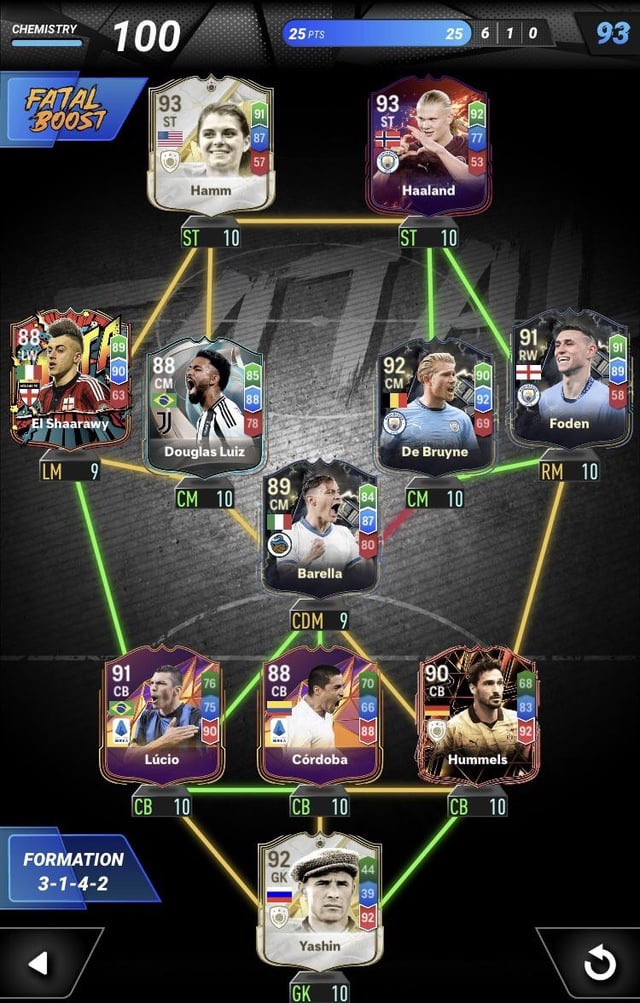 CHEMISTRY 100 25 PTS 25 6 1 0 93
FATAL
BOOST
93
ST
91
87
57
Hamm
ST 10
93
ST
92
77
53
Haaland
ST 10
88
LW
89
90
63
El Shaarawy
LM 9
88
CM
85
88
78
Douglas Luiz
CM 10
92
CM
90
92
69
De Bruyne
CM 10
91
RW
91
89
58
Foden
RM 10
89
CM
84
87
80
Barella
CDM 9
91
CB
76
75
90
Lúcio
CB 10
88
CB
70
66
88
Córdoba
CB 10
90
CB
68
83
92
Hummels
CB 10
FORMATION
3-1-4-2
92
GK
44
39
92
Yashin
GK 10